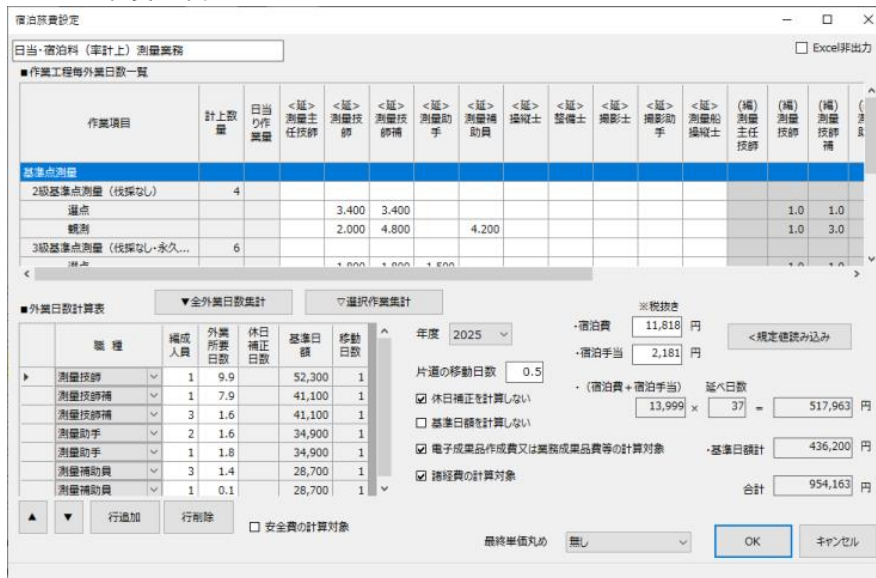 宿泊旅費設定
日当・宿泊料（率計上）測量業務
Excel非出力
■作業工程毎外業日数一覧
作業項目 計上数量 日当り作業量 <延>測量主任技師 <延>測量技師 <延>測量技師補 <延>測量助手 <延>測量補助員 <延>操縦士 <延>整備士 <延>撮影士 <延>撮影助手 <延>測量船操縦士 (編)測量主任技師 (編)測量技師 (編)測量技師補
基準点測量
2級基準点測量（伐採なし） 4
選点 3.400 3.400 1.0 1.0
観測 2.000 4.800 4.200 1.0 3.0
3級基準点測量（伐採なし・永久... 6
選点 1.800 1.800 1.500 1.0 1.0
■外業日数計算表
▼全外業日数集計 ▽選択作業集計
職 種 編成人員 外業所要日数 休日補正日数 基準日額 移動日数
測量技師 1 9.9 52,300 1
測量技師補 1 7.9 41,100 1
測量技師補 3 1.6 41,100 1
測量助手 2 1.6 34,900 1
測量助手 1 1.8 34,900 1
測量補助員 3 1.4 28,700 1
測量補助員 1 0.1 28,700 1
▲ ▼ 行追加 行削除
安全費の計算対象
年度 2025
片道の移動日数 0.5
休日補正を計算しない
基準日額を計算しない
電子成果品作成費又は業務成果品費等の計算対象
諸経費の計算対象
※税抜き
・宿泊費 11,818 円
・宿泊手当 2,181 円
<規定値読み込み
・（宿泊費＋宿泊手当） 延べ日数
13,999 × 37 = 517,963 円
・基準日額計 436,200 円
合計 954,163 円
最終単価丸め 無し
OK キャンセル